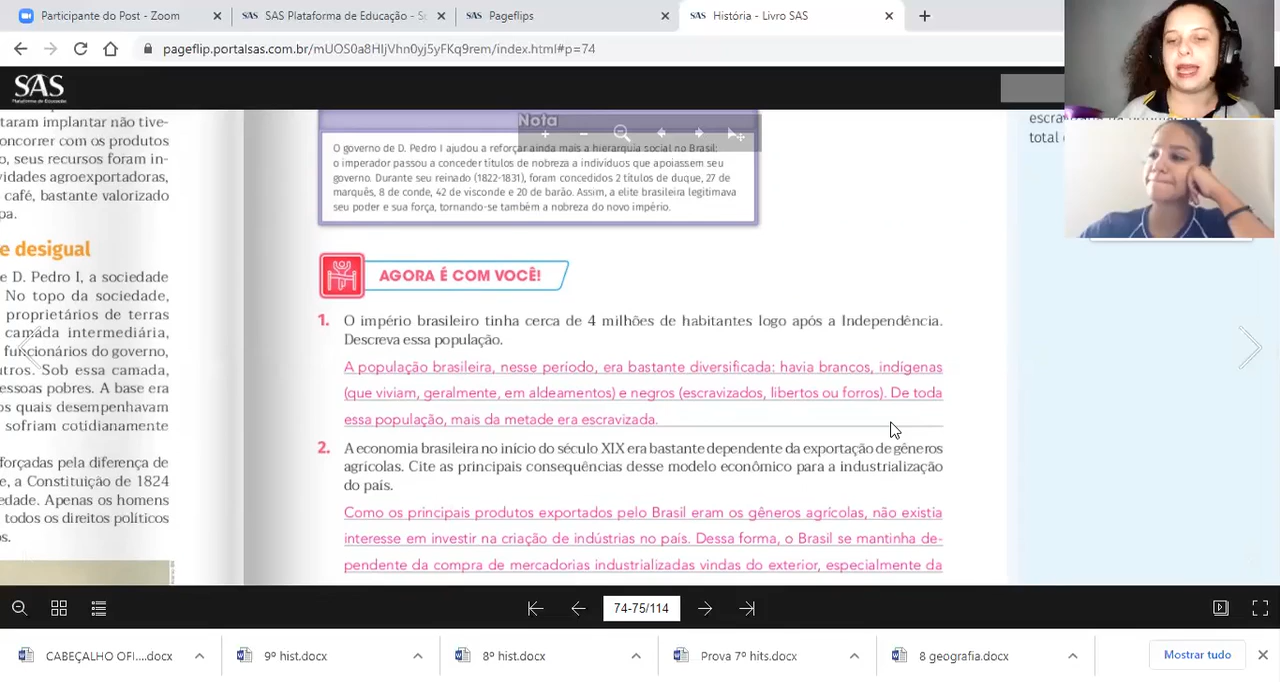 Participante do Post - Zoom
SAS Plataforma de Educação - S
Pageflips
História - Livro SAS
pageflip.portalsas.com.br/mUOS0a8HIjVhn0yj5yFKq9rem/index.html#p=74
SAS
Plataforma de Educação
taram implantar não tive-
oncorrer com os produtos
o, seus recursos foram in-
vidades agroexportadoras,
café, bastante valorizado
pa.
e desigual
e D. Pedro I, a sociedade
No topo da sociedade,
proprietários de terras
camada intermediária,
funcionários do governo,
utros. Sob essa camada,
essoas pobres. A base era
os quais desempenhavam
sofriam cotidianamente
forçadas pela diferença de
e, a Constituição de 1824
edade. Apenas os homens
todos os direitos políticos
s.
Nota
O governo de D. Pedro I ajudou a reforçar ainda mais a hierarquia social no Brasil:
o imperador passou a conceder títulos de nobreza a indivíduos que apoiassem seu
governo. Durante seu reinado (1822-1831), foram concedidos 2 títulos de duque, 27 de
marquês, 8 de conde, 42 de visconde e 20 de barão. Assim, a elite brasileira legitimava
seu poder e sua força, tornando-se também a nobreza do novo império.
AGORA É COM VOCÊ!
1. O império brasileiro tinha cerca de 4 milhões de habitantes logo após a Independência.
Descreva essa população.
A população brasileira, nesse período, era bastante diversificada: havia brancos, indígenas
(que viviam, geralmente, em aldeamentos) e negros (escravizados, libertos ou forros). De toda
essa população, mais da metade era escravizada.
2. A economia brasileira no início do século XIX era bastante dependente da exportação de gêneros
agrícolas. Cite as principais consequências desse modelo econômico para a industrialização
do país.
Como os principais produtos exportados pelo Brasil eram os gêneros agrícolas, não existia
interesse em investir na criação de indústrias no país. Dessa forma, o Brasil se mantinha de-
pendente da compra de mercadorias industrializadas vindas do exterior, especialmente da
total
74-75/114
CABEÇALHO OFI....docx
9º hist.docx
8º hist.docx
Prova 7º hits.docx
8 geografia.docx
Mostrar tudo